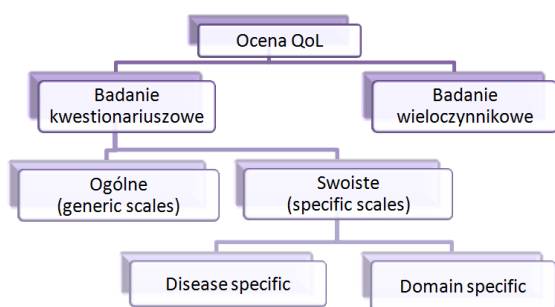 Ocena QoL
Badanie
kwestionariuszowe
Badanie
wieloczynnikowe
Ogólne
(generic scales)
Swoiste
(specific scales)
Disease specific
Domain specific